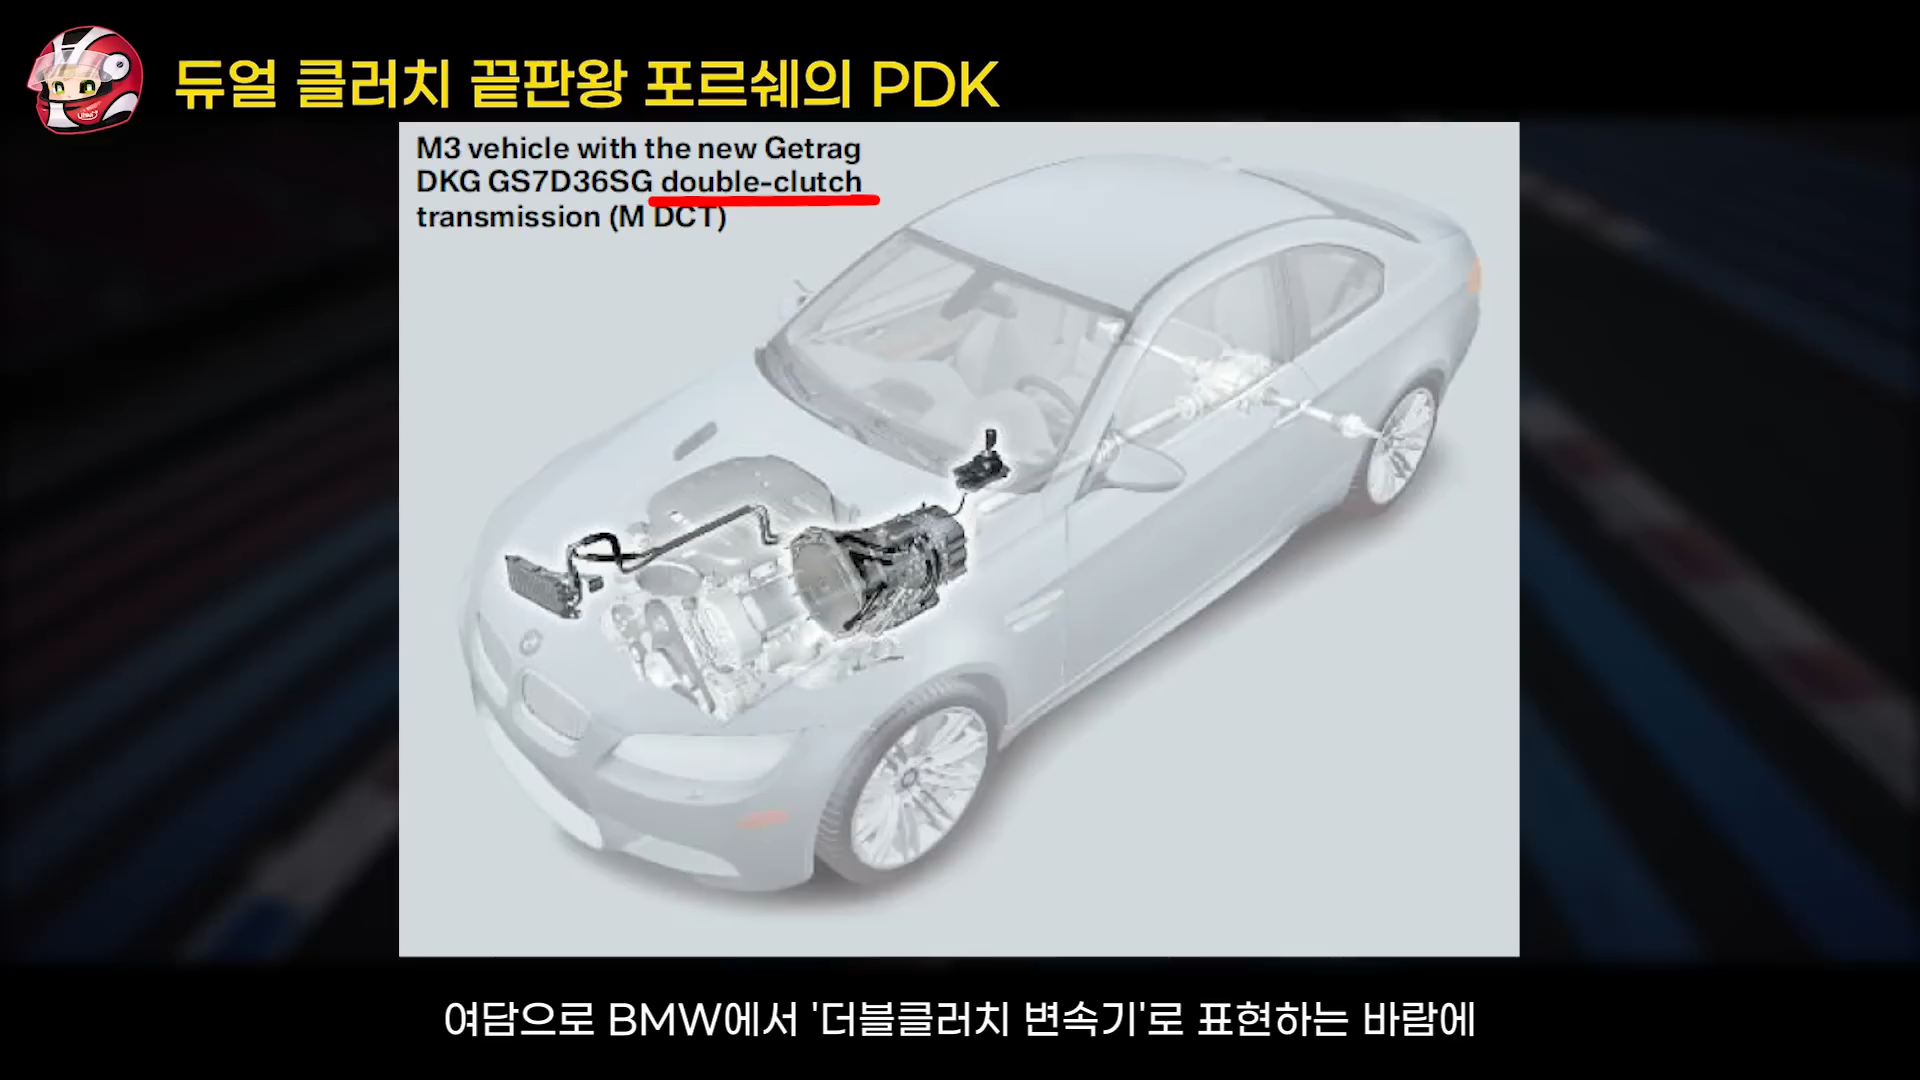 듀얼 클러치 끝판왕 포르쉐의 PDK
M3 vehicle with the new Getrag
DKG GS7D36SG double-clutch
transmission (M DCT)
여담으로 BMW에서 '더블클러치 변속기'로 표현하는 바람에